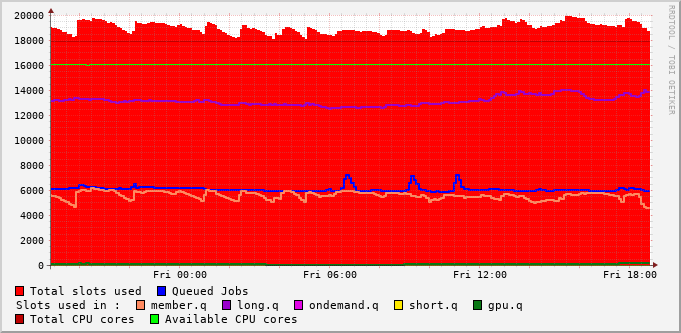 RRDTOOL / TOBI OETIKER
20000
18000
16000
14000
12000
10000
8000
6000
4000
2000
0
Fri 00:00 Fri 06:00 Fri 12:00 Fri 18:00
Total slots used Queued Jobs
Slots used in : member.q long.q ondemand.q short.q gpu.q
Total CPU cores Available CPU cores